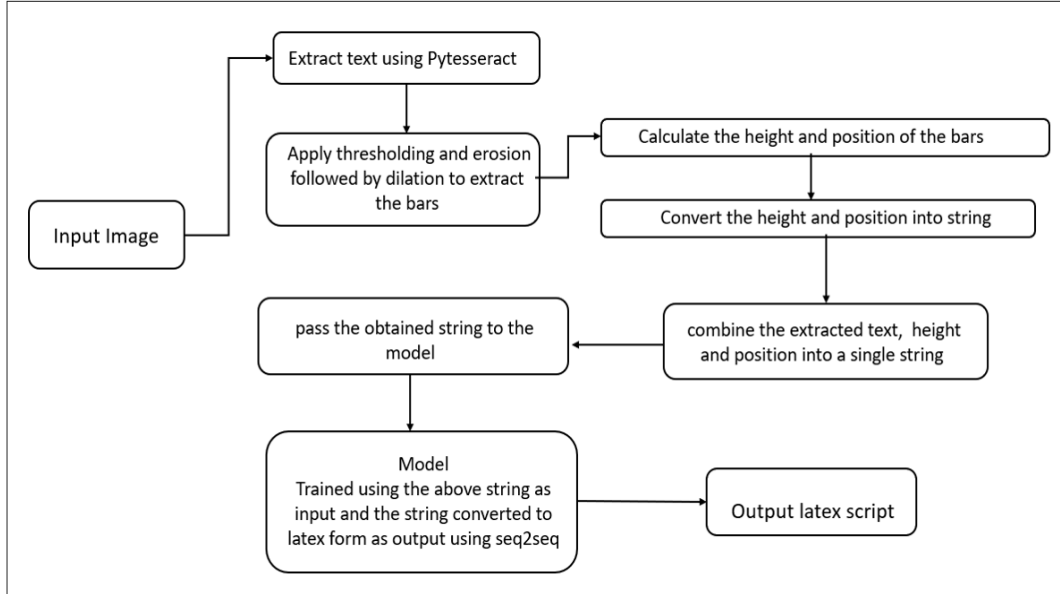 Input Image
Extract text using Pytesseract
Apply thresholding and erosion
followed by dilation to extract
the bars
Calculate the height and position of the bars
Convert the height and position into string
combine the extracted text, height
and position into a single string
pass the obtained string to the
model
Model
Trained using the above string as
input and the string converted to
latex form as output using seq2seq
Output latex script